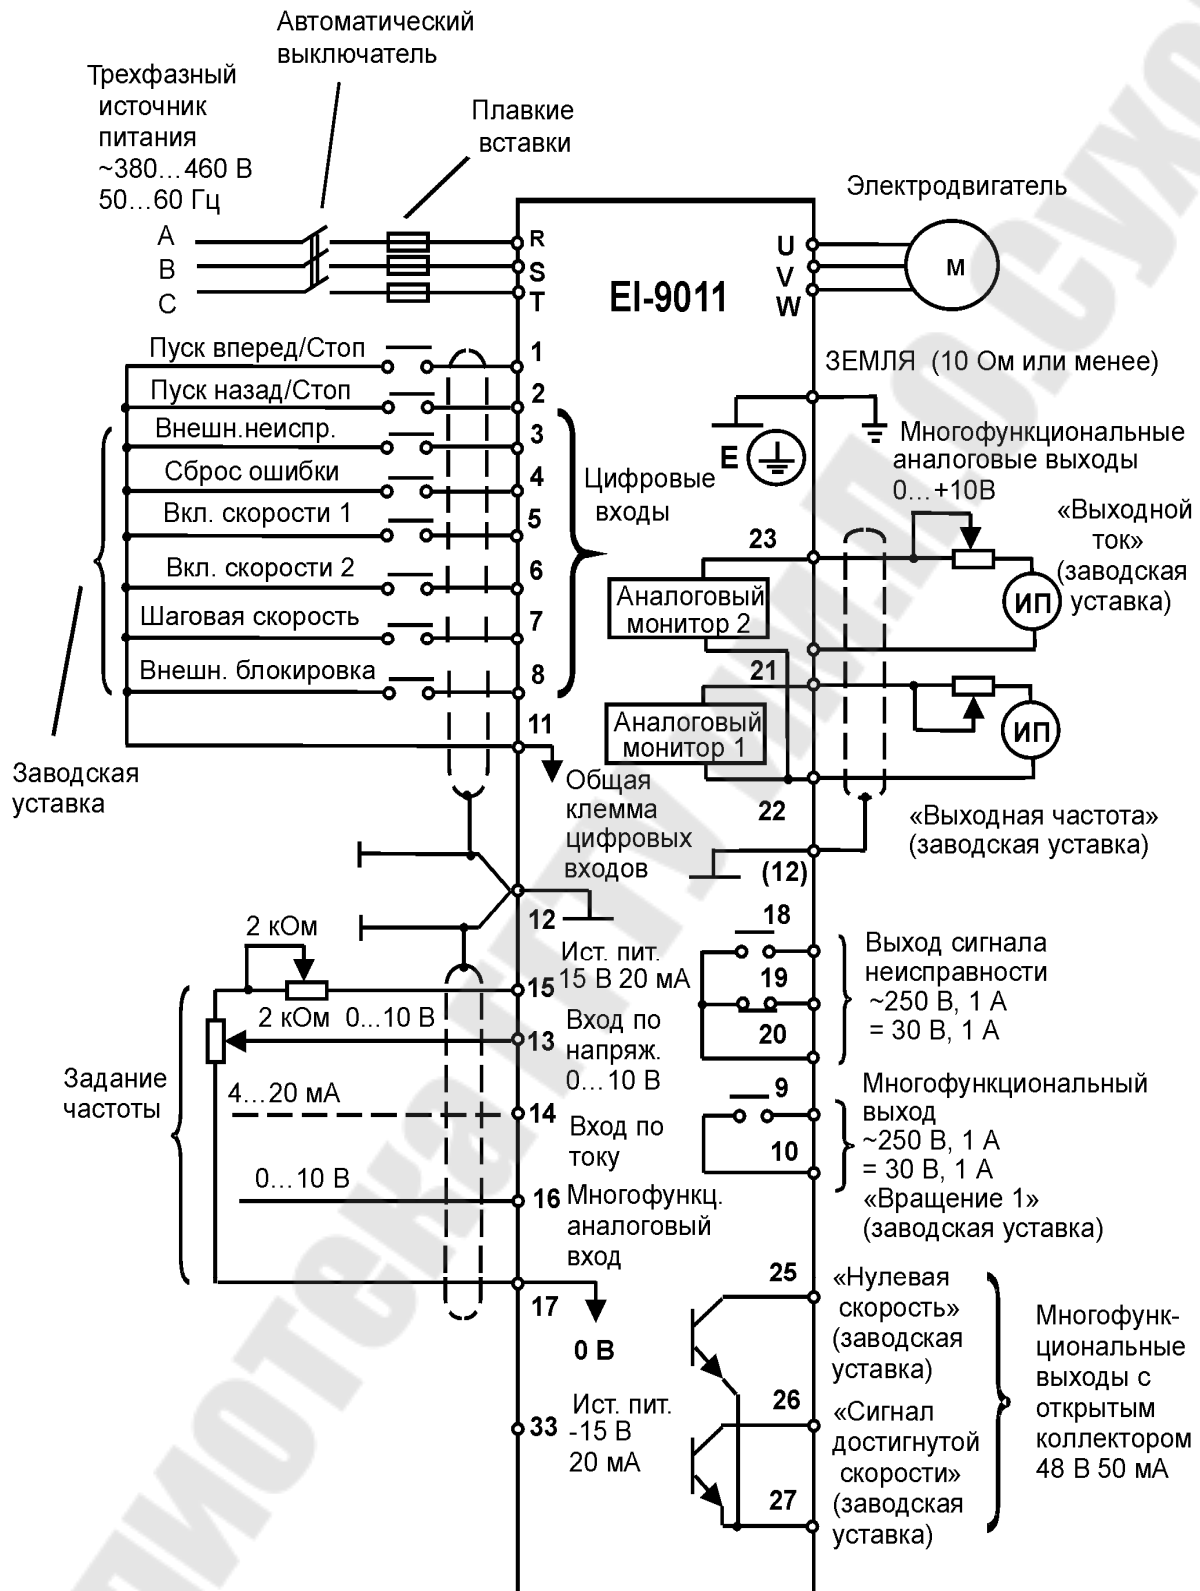 Автоматический
выключатель
Трехфазный
источник
питания
~380...460 В
50...60 Гц
Плавкие
вставки
Электродвигатель
A
B
C
R
S
T
EI-9011
U
V
W
М
Пуск вперед/Стоп
1
Пуск назад/Стоп
2
Внешн.неиспр.
3
Сброс ошибки
4
Вкл. скорости 1
5
Вкл. скорости 2
6
Шаговая скорость
7
Внешн. блокировка
8
11
Цифровые
входы
Заводская
уставка
Общая
клемма
цифровых
входов
ЗЕМЛЯ (10 Ом или менее)
E
Многофункциональные
аналоговые выходы
0...+10В
«Выходной
ток»
(заводская
уставка)
23
Аналоговый
монитор 2
ИП
21
Аналоговый
монитор 1
ИП
22
«Выходная частота»
(заводская уставка)
(12)
12
2 кОм
Ист. пит.
15 В 20 мА
15
2 кОм 0...10 В
13
Вход по
напряж.
0...10 В
Задание
частоты
4...20 мА
14
Вход по
току
0...10 В
16
Многофункц.
аналоговый
вход
17
0 В
33
Ист. пит.
-15 В
20 мА
18
19
20
Выход сигнала
неисправности
~250 В, 1 А
= 30 В, 1 А
9
10
Многофункциональный
выход
~250 В, 1 А
= 30 В, 1 А
«Вращение 1»
(заводская уставка)
25
«Нулевая
скорость»
(заводская
уставка)
26
«Сигнал
достигнутой
скорости»
(заводская
уставка)
27
Многофунк-
циональные
выходы с
открытым
коллектором
48 В 50 мА